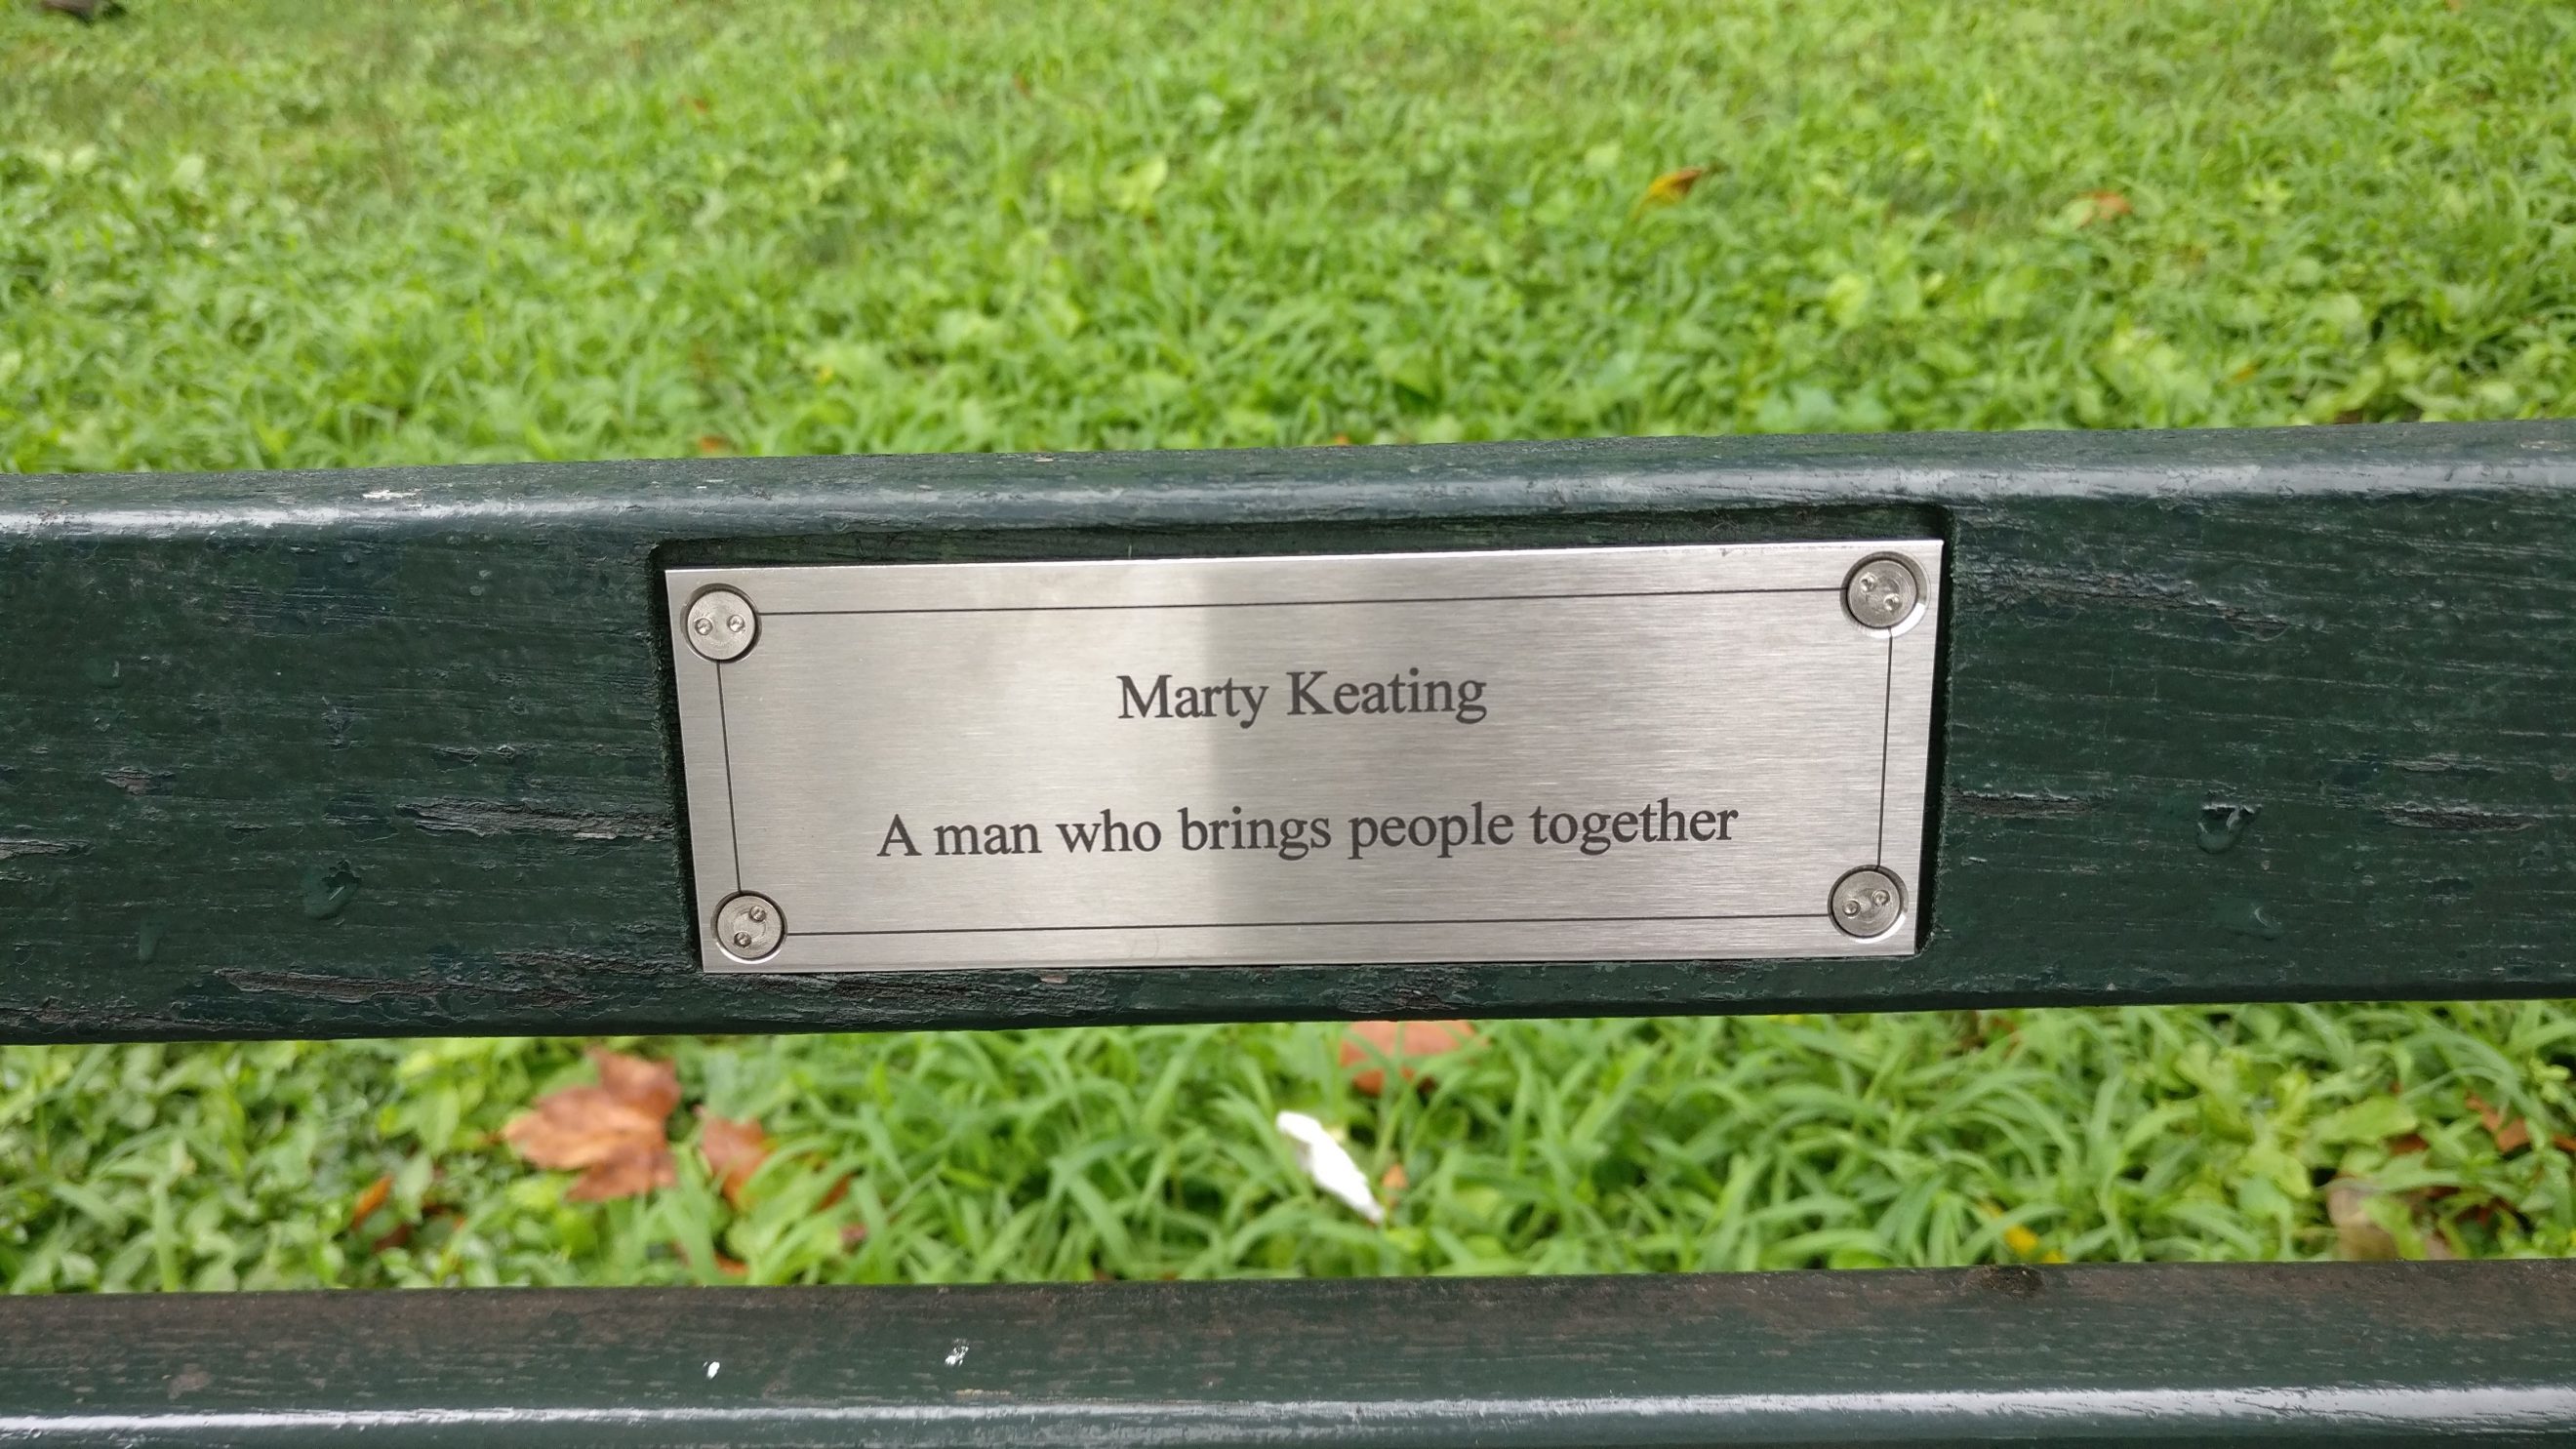 Marty Keating
A man who brings people together